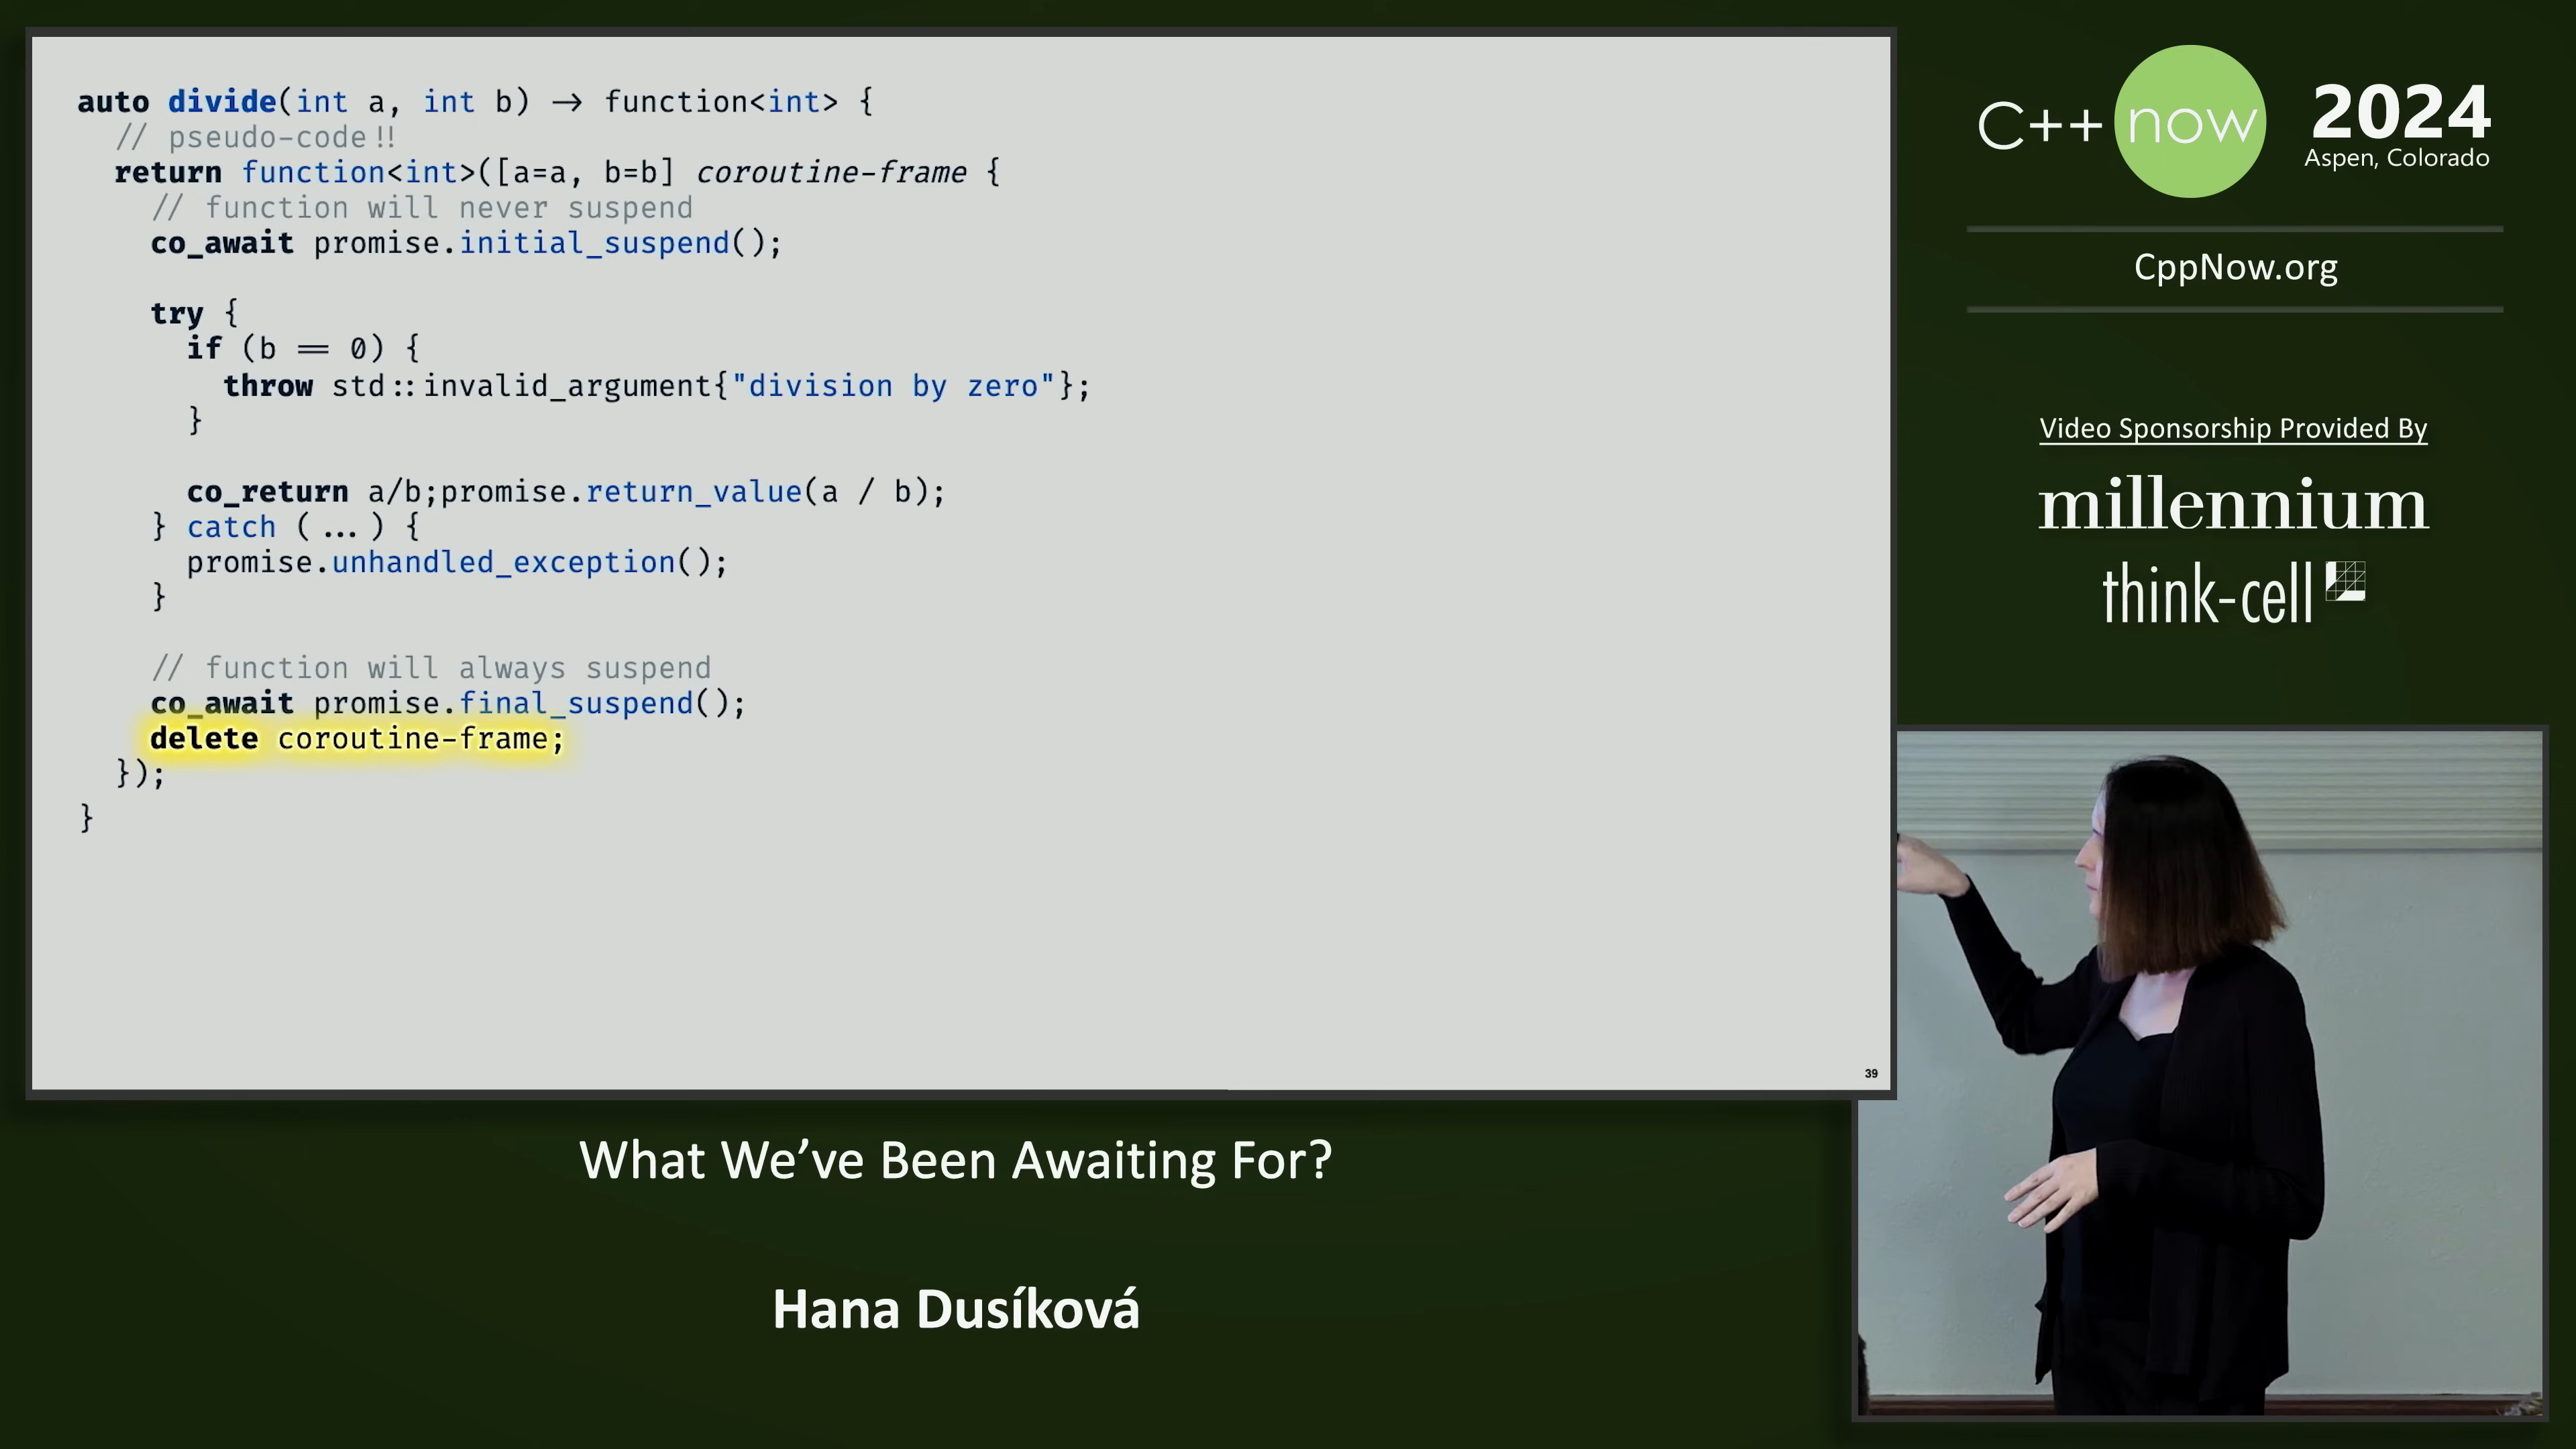 auto divide(int a, int b) → function<int> {
// pseudo-code!!
return function<int>([a=a, b=b] coroutine-frame {
// function will never suspend
co_await promise.initial_suspend();
try {
if (b == 0) {
throw std::invalid_argument{"division by zero"};
}
co_return a/b;promise.return_value(a / b);
} catch (...) {
promise.unhandled_exception();
}
// function will always suspend
co_await promise.final_suspend();
delete coroutine-frame;
});
}
39
What We’ve Been Awaiting For?
Hana Dusíková
C++ now
2024
Aspen, Colorado
CppNow.org
Video Sponsorship Provided By
millennium
think-cell